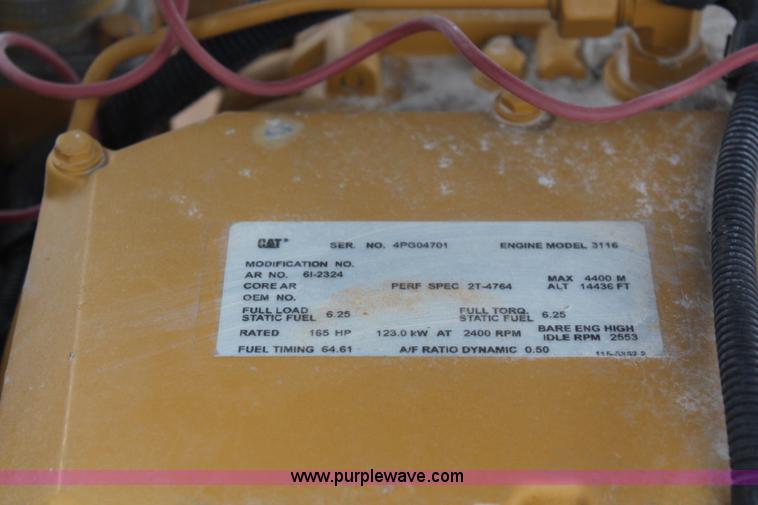 CAT® SER. NO. 4PG04701 ENGINE MODEL 3116
MODIFICATION NO.
AR NO. 6I-2324
CORE AR PERF SPEC 2T-4764 MAX 4400 M
ALT 14436 FT
OEM NO.
FULL LOAD STATIC FUEL 6.25 FULL TORQ. STATIC FUEL 6.25
RATED 165 HP 123.0 kW AT 2400 RPM BARE ENG HIGH IDLE RPM 2553
FUEL TIMING 64.61 A/F RATIO DYNAMIC 0.50
www.purplewave.com